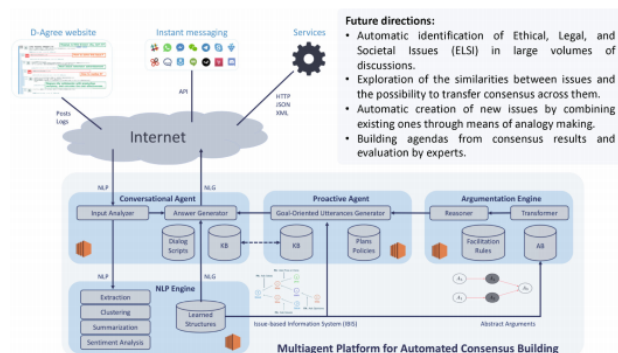 D-Agree website
Instant messaging
Services
Future directions:
• Automatic identification of Ethical, Legal, and
Societal Issues (ELSI) in large volumes of
discussions.
• Exploration of the similarities between issues and
the possibility to transfer consensus across them.
• Automatic creation of new issues by combining
existing ones through means of analogy making.
• Building agendas from consensus results and
evaluation by experts.
Posts
Logs
API
HTTP
JSON
XML
Internet
NLP
NLG
Conversational Agent
Proactive Agent
Argumentation Engine
Input Analyzer
Answer Generator
Goal-Oriented Utterances Generator
Reasoner
Transformer
Dialog
Scripts
KB
KB
Plans
Policies
Facilitation
Rules
AB
NLP
NLG
NLP Engine
Extraction
Clustering
Summarization
Sentiment Analysis
Learned
Structures
Issue-based Information System (IBIS)
Abstract Arguments
Multiagent Platform for Automated Consensus Building